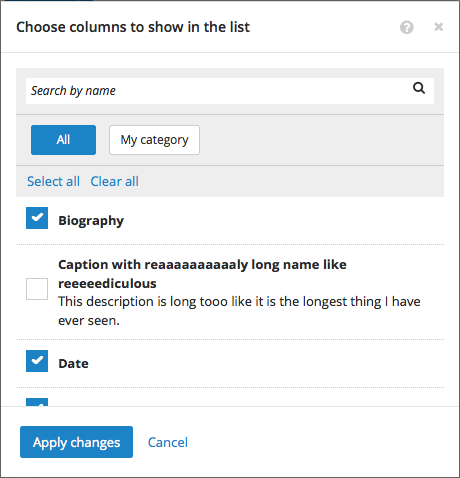 Choose columns to show in the list
Search by name
All
My category
Select all
Clear all
Biography
Caption with reaaaaaaaaaaly long name like
reeeeediculous
This description is long tooo like it is the longest thing I have
ever seen.
Date
Apply changes
Cancel